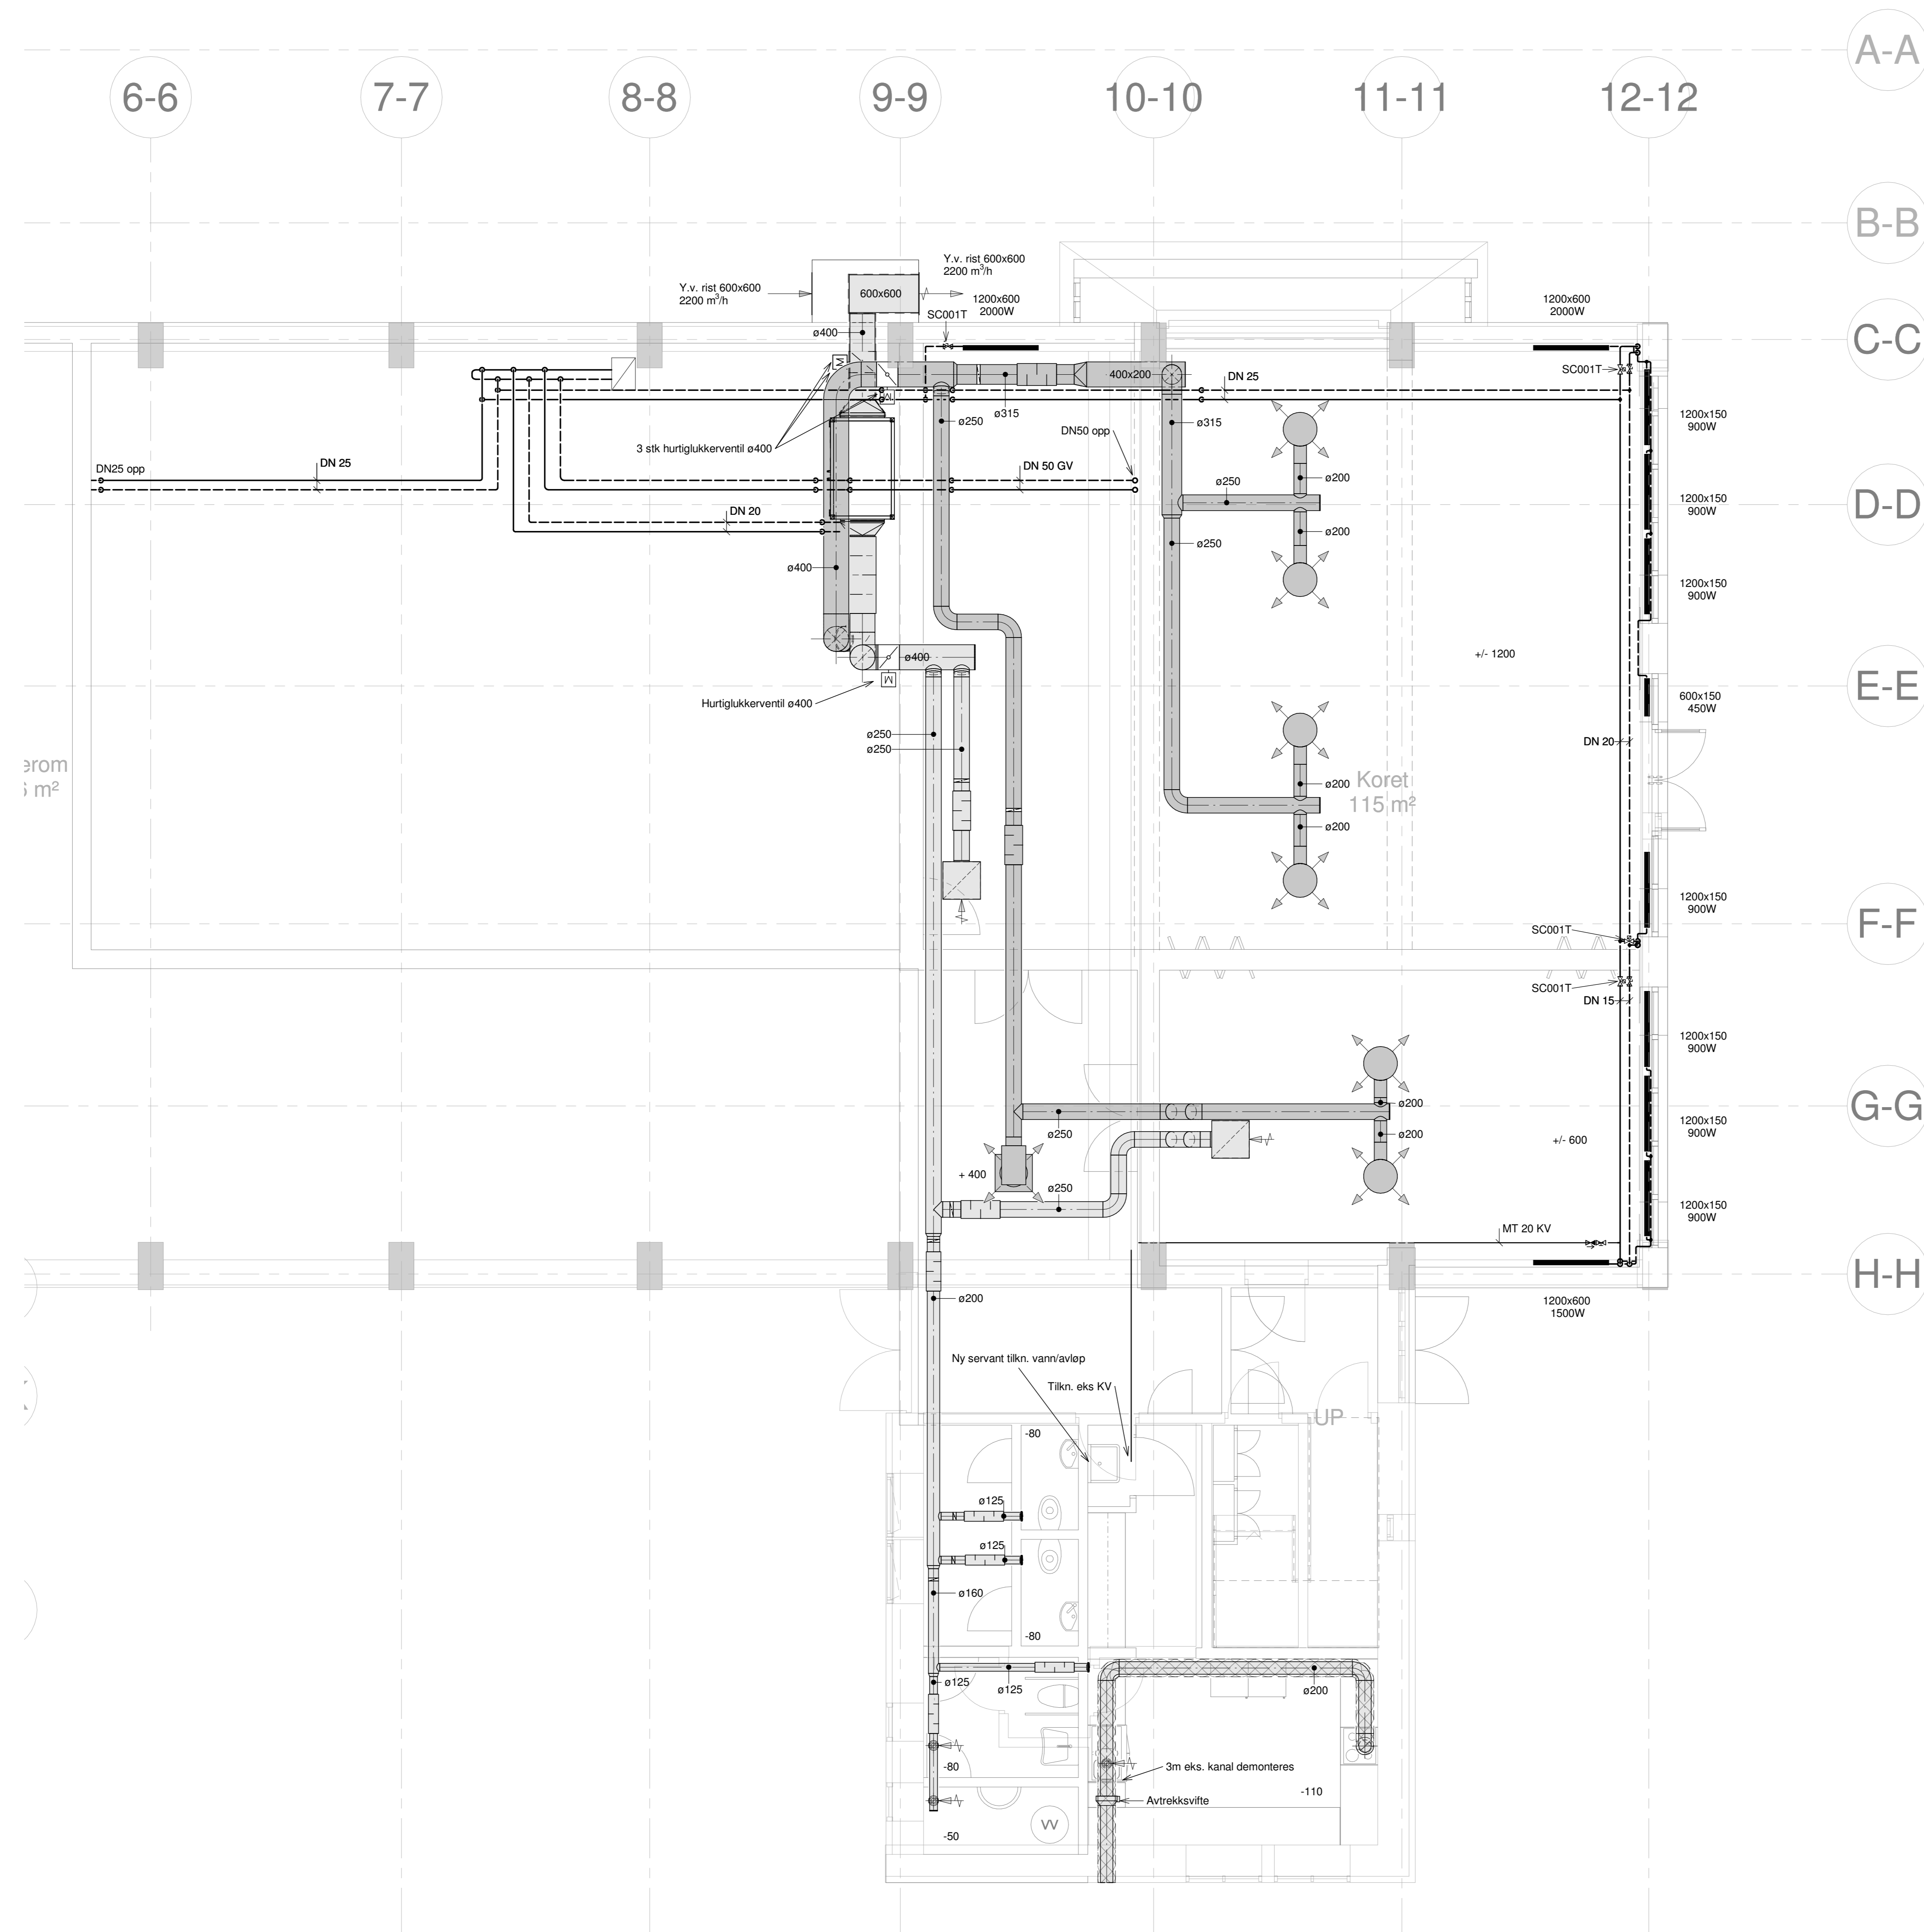 A-A
6-6
7-7
8-8
9-9
10-10
11-11
12-12
B-B
Y.v. rist 600x600
2200 m³/h
Y.v. rist 600x600
2200 m³/h
600x600
1200x600
2000W
1200x600
2000W
SC001T
ø400
C-C
M
400x200
DN 25
SC001T
M
ø315
ø250
ø315
1200x150
900W
DN50 opp
3 stk hurtiglukkerventil ø400
DN25 opp
DN 25
DN 50 GV
ø250
ø200
1200x150
900W
D-D
DN 20
ø200
ø250
ø400
1200x150
900W
ø400
+/- 1200
M
Hurtiglukkerventil ø400
E-E
600x150
450W
ø250
ø250
DN 20
erom
m²
Koret
115 m²
ø200
ø200
1200x150
900W
F-F
SC001T
SC001T
DN 15
1200x150
900W
ø200
G-G
ø250
ø200
+/- 600
1200x150
900W
+ 400
ø250
1200x150
900W
MT 20 KV
H-H
ø200
1200x600
1500W
Ny servant tilkn. vann/avløp
Tilkn. eks KV
UP
-80
ø125
ø125
ø160
-80
ø125
ø125
ø200
-80
3m eks. kanal demonteres
-110
Avtrekksvifte
VV
-50